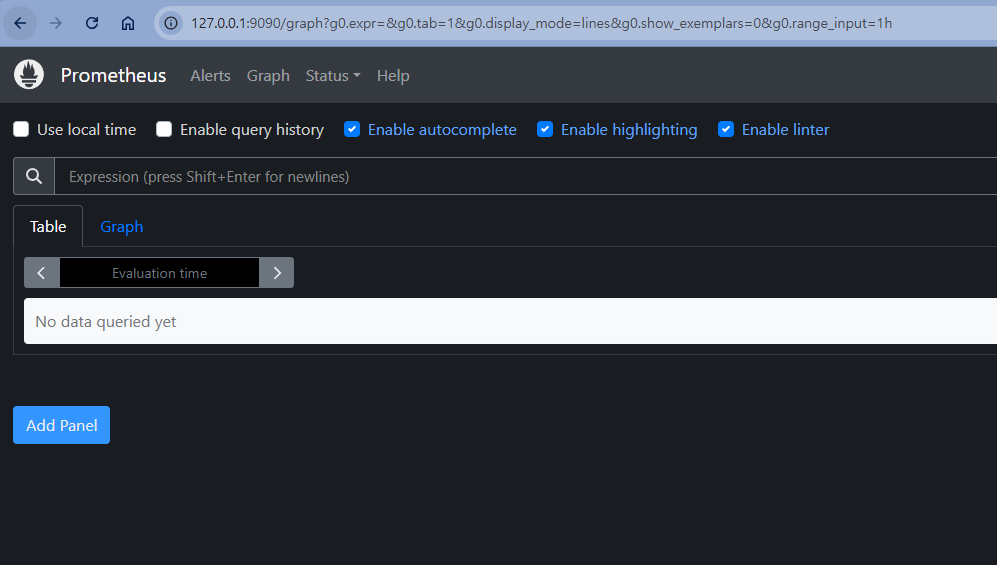 127.0.0.1:9090/graph?g0.expr=&g0.tab=1&g0.display_mode=lines&g0.show_exemplars=0&g0.range_input=1h
Prometheus Alerts Graph Status Help
Use local time Enable query history Enable autocomplete Enable highlighting Enable linter
Expression (press Shift+Enter for newlines)
Table Graph
Evaluation time
No data queried yet
Add Panel